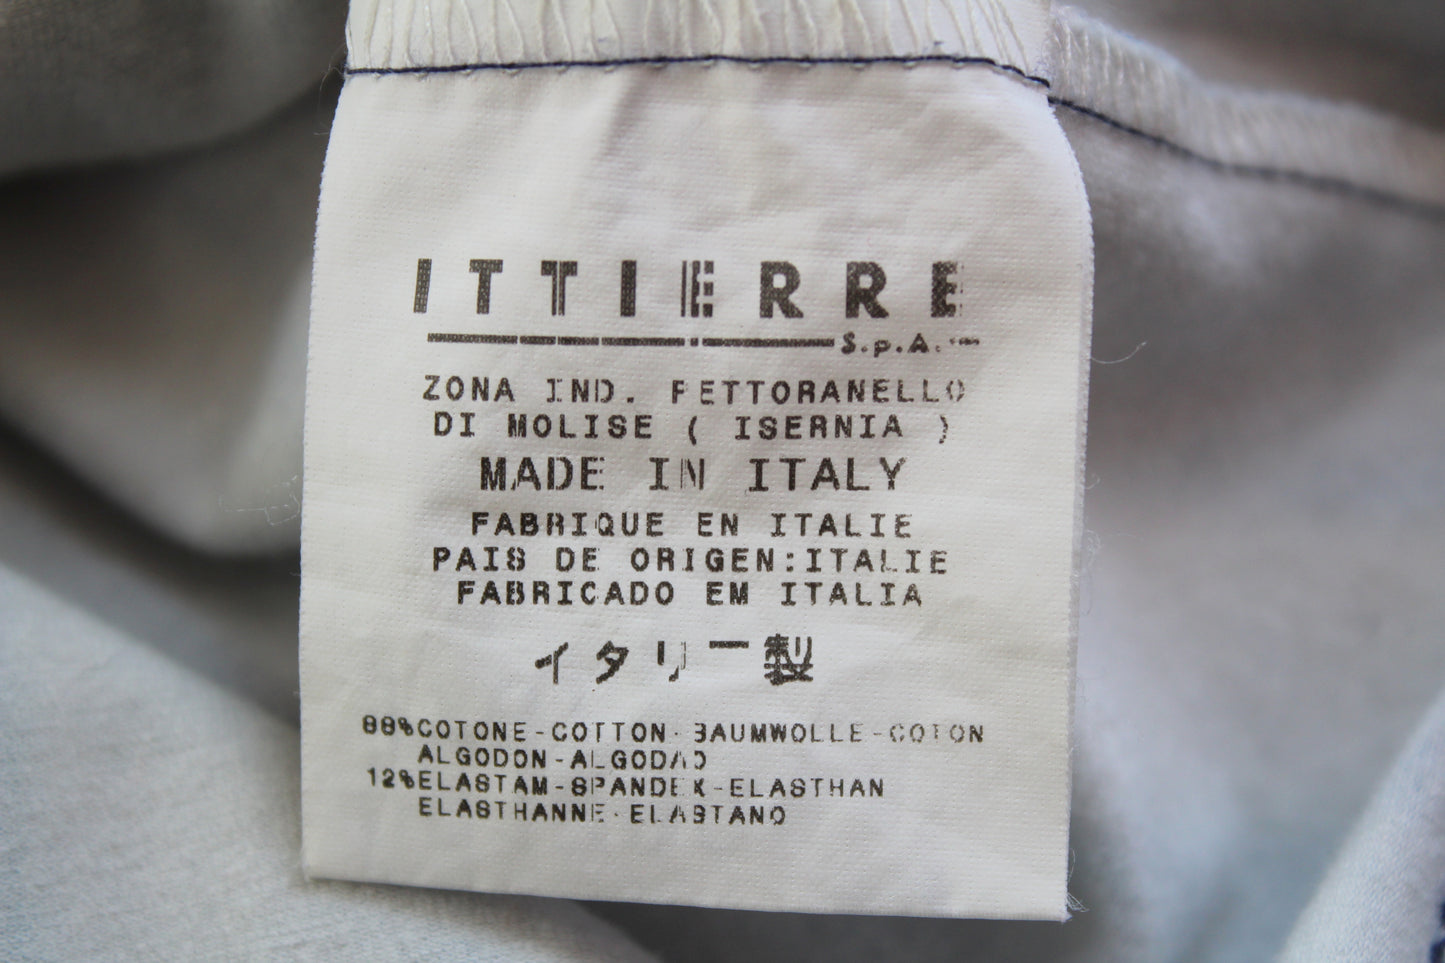 ITTIERRE
S.p.A.
ZONA IND. PETTORANELLO
DI MOLISE ( ISERNIA )
MADE IN ITALY
FABRIQUE EN ITALIE
PAIS DE ORIGEN:ITALIE
FABRICADO EM ITALIA
イタリー製
88%COTONE-COTTON-BAUMWOLLE-COTON
ALGODON-ALGODAO
12%ELASTAM-SPANDEX-ELASTHAN
ELASTHANNE-ELASTANO